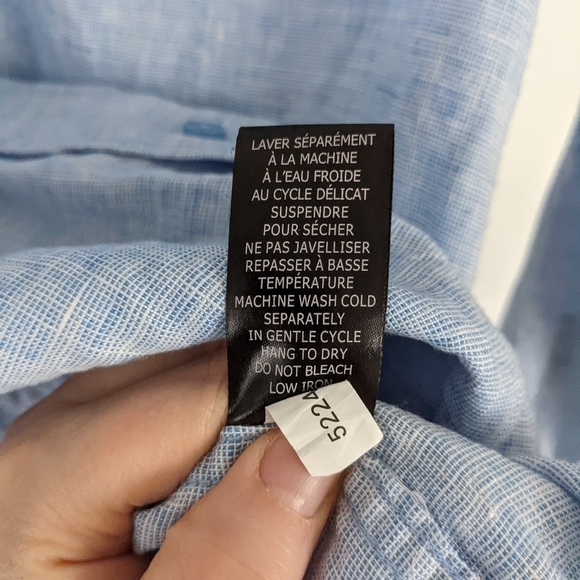 LAVER SÉPARÉMENT
À LA MACHINE
À L'EAU FROIDE
AU CYCLE DÉLICAT
SUSPENDRE
POUR SÉCHER
NE PAS JAVELLISER
REPASSER À BASSE
TEMPÉRATURE
MACHINE WASH COLD
SEPARATELY
IN GENTLE CYCLE
HANG TO DRY
DO NOT BLEACH
LOW IRON